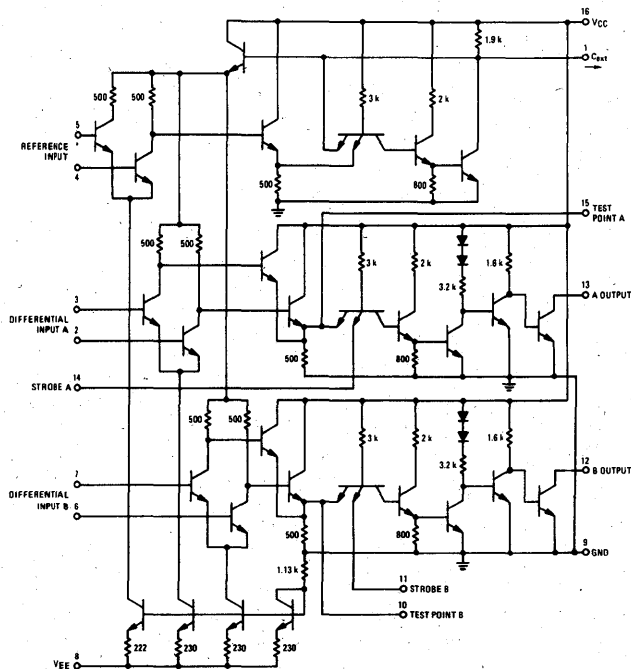 16
VCC
1.9 k
1
Cext
500
500
3 k
2 k
5
REFERENCE
INPUT
4
500
800
15
TEST
POINT A
500
500
3 k
2 k
1.6 k
3.2 k
13
A OUTPUT
3
DIFFERENTIAL
INPUT A
2
500
800
14
STROBE A
500
500
3 k
2 k
1.6 k
3.2 k
12
B OUTPUT
7
DIFFERENTIAL
INPUT B
6
500
800
9
GND
1.13 k
11
STROBE B
10
TEST POINT B
8
VEE
222
230
230
230